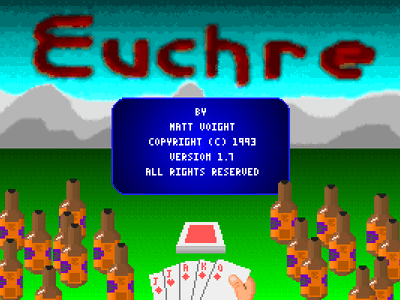 Euchre
BY
MATT VOIGHT
COPYRIGHT (C) 1993
VERSION 1.7
ALL RIGHTS RESERVED
J J A K Q